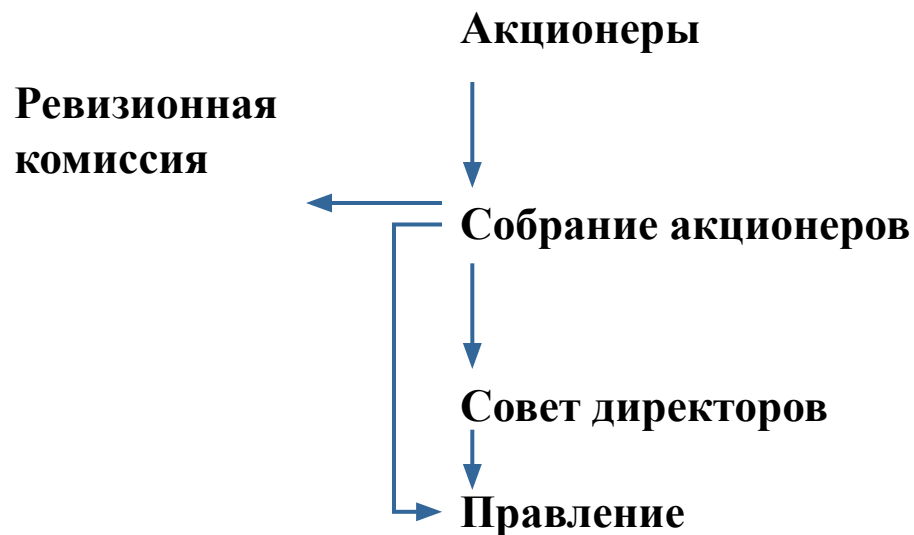 Акционеры
Ревизионная
комиссия
Собрание акционеров
Совет директоров
Правление